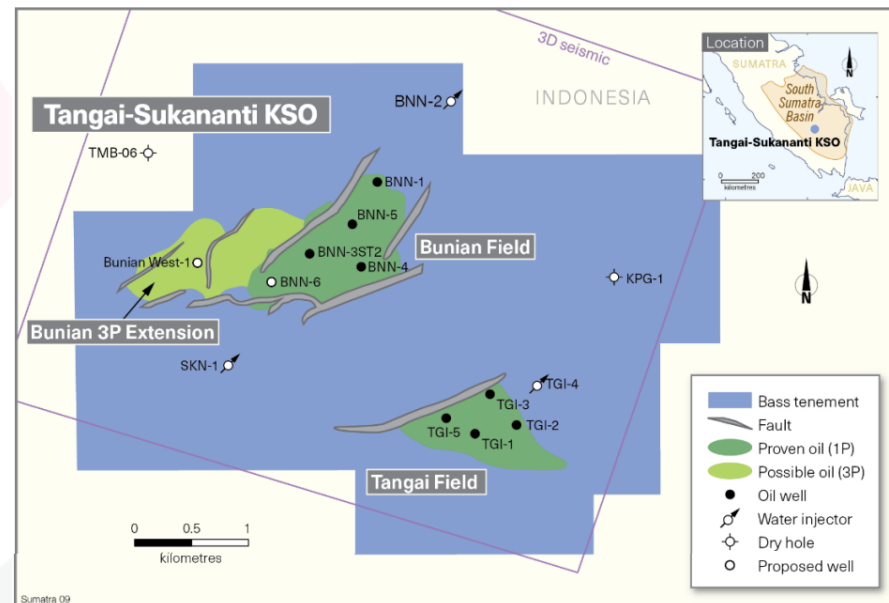 3D seismic
INDONESIA
Tangai-Sukananti KSO
BNN-2
TMB-06
BNN-1
BNN-5
Bunian Field
BNN-3ST2
BNN-4
BNN-6
Bunian West-1
KPG-1
Bunian 3P Extension
SKN-1
TGI-4
TGI-3
TGI-2
TGI-5
TGI-1
Tangai Field
0 0.5 1
kilometres
Sumatra 09
Location
SUMATRA
N
South
Sumatra
Basin
Tangai-Sukananti KSO
0 200
kilometres
JAVA
N
Bass tenement
Fault
Proven oil (1P)
Possible oil (3P)
Oil well
Water injector
Dry hole
Proposed well